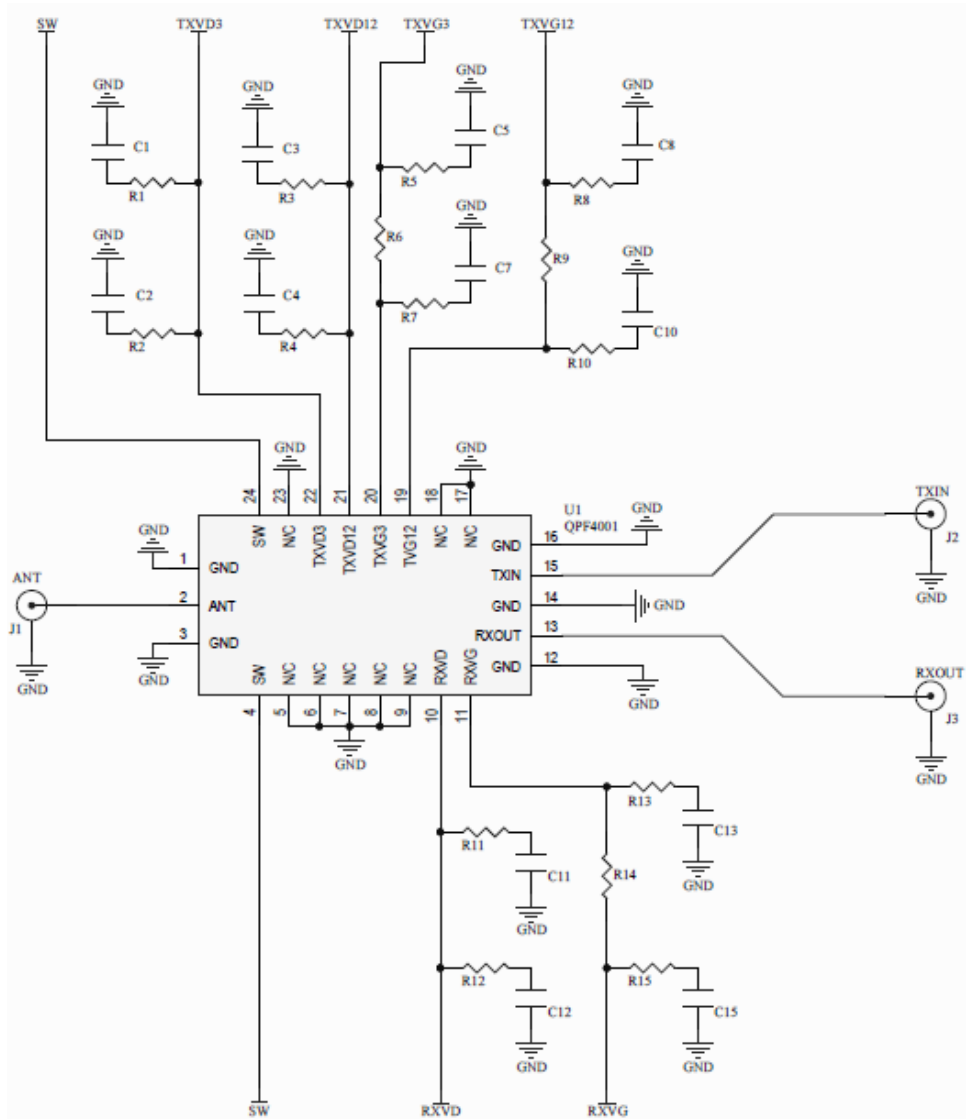 SW TXVD3 TXVD12 TXVG3 TXVG12
GND GND GND GND
C1 C3 C5 C8
R1 R3 R5 R8
GND GND R6 GND R9 GND
C2 C4 C7 C10
R2 R4 R7 R10
GND GND
24 23 22 21 20 19 18 17
SW N/C TXVD3 TXVD12 TXVG3 TVG12 N/C N/C
U1
QPF4001
GND 1 GND
ANT 2 ANT
J1
GND
GND 3 GND
GND 16 GND
TXIN 15
GND 14 GND
RXOUT 13
GND 12 GND
TXIN
J2
GND
RXOUT
J3
GND
SW N/C N/C N/C N/C N/C RXVD RXVG
4 5 6 7 8 9 10 11
GND
R13
C13
GND
R11
C11
GND
R14
R12
C12
GND
R15
C15
GND
SW RXVD RXVG